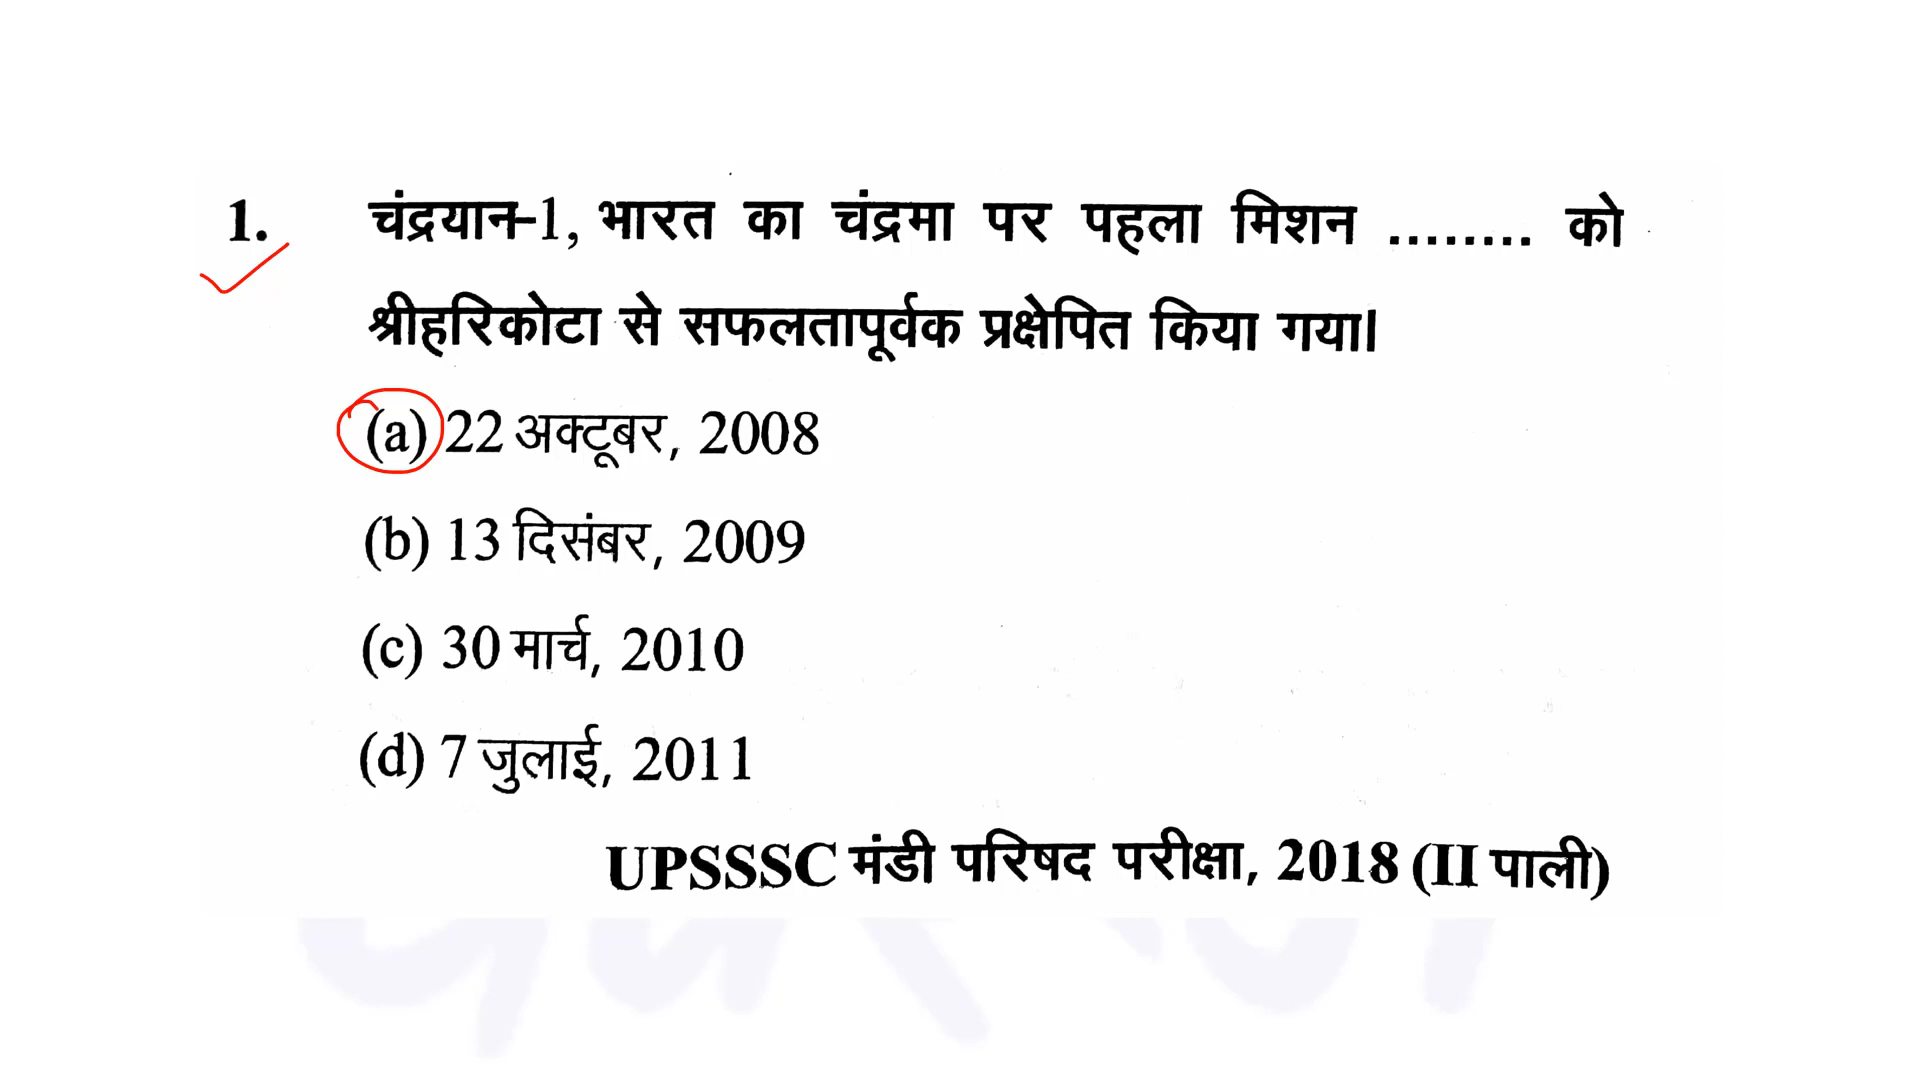 1. चंद्रयान-1, भारत का चंद्रमा पर पहला मिशन ........ को
श्रीहरिकोटा से सफलतापूर्वक प्रक्षेपित किया गया।
(a) 22 अक्टूबर, 2008
(b) 13 दिसंबर, 2009
(c) 30 मार्च, 2010
(d) 7 जुलाई, 2011
UPSSSC मंडी परिषद परीक्षा, 2018 (II पाली)